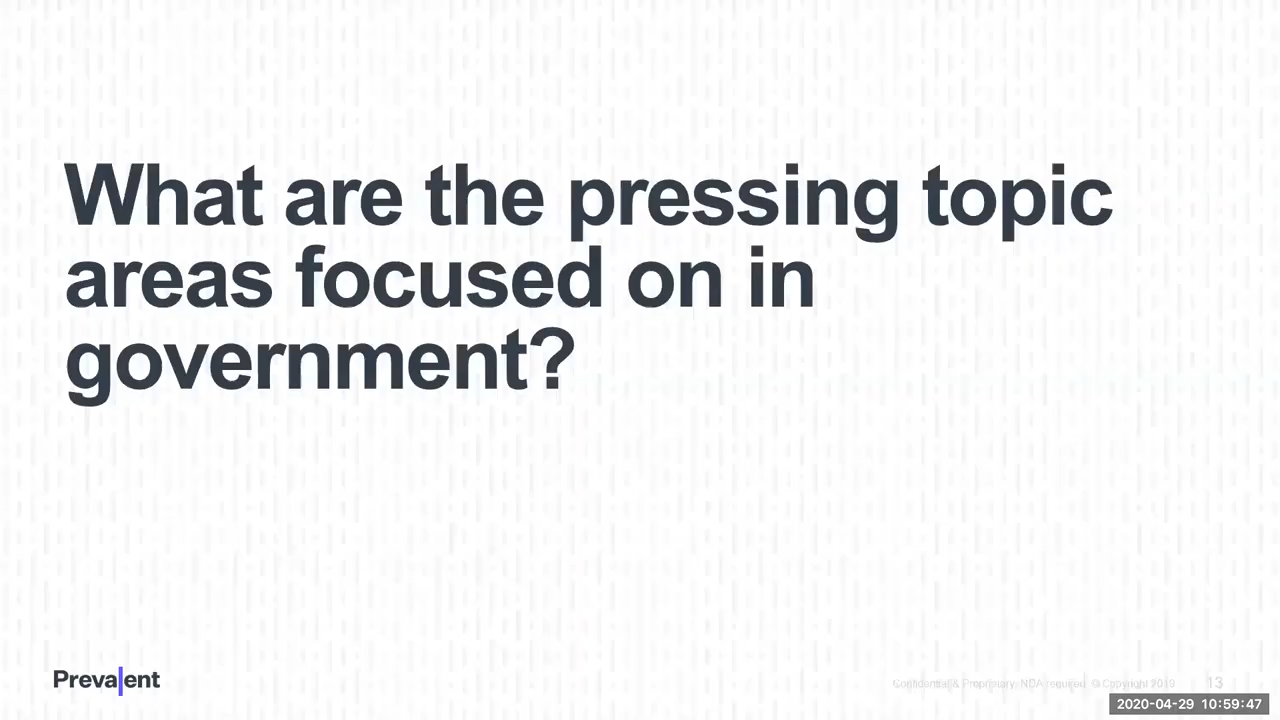 What are the pressing topic
areas focused on in
government?
Prevalent
Confidential & Proprietary. NDA required. © Copyright 2019 13
2020-04-29 10:59:47